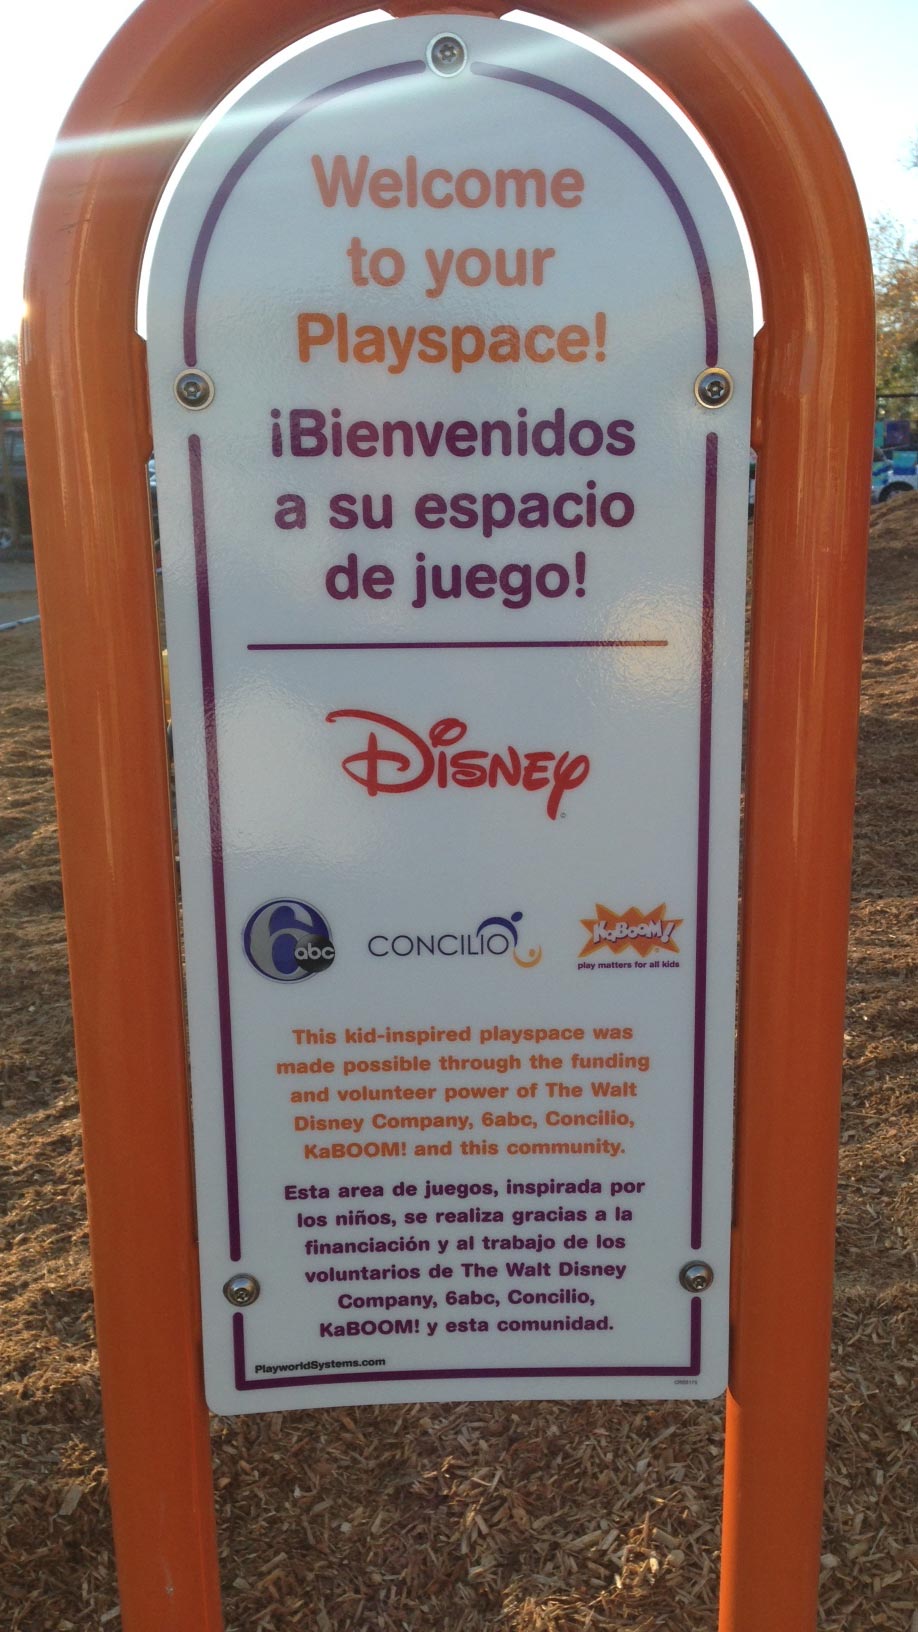 Welcome
to your
Playspace!
¡Bienvenidos
a su espacio
de juego!
Disney
6 abc
CONCILIO
KaBOOM!
play matters for all kids
This kid-inspired playspace was
made possible through the funding
and volunteer power of The Walt
Disney Company, 6abc, Concilio,
KaBOOM! and this community.
Esta area de juegos, inspirada por
los niños, se realiza gracias a la
financiación y al trabajo de los
voluntarios de The Walt Disney
Company, 6abc, Concilio,
KaBOOM! y esta comunidad.
PlayworldSystems.com